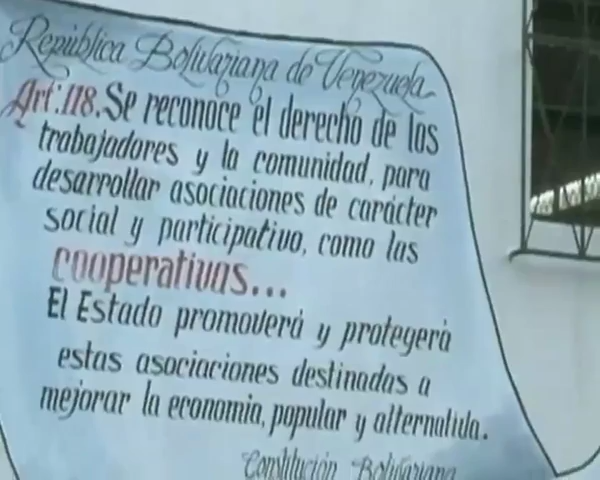 República Bolivariana de Venezuela
Art: 118. Se reconoce el derecho de los
trabajadores y la comunidad, para
desarrollar asociaciones de carácter
social y participativo, como las
cooperativas...
El Estado promoverá y protegerá
estas asociaciones destinadas a
mejorar la economia, popular y alternativa.
Constitución Bolivariana